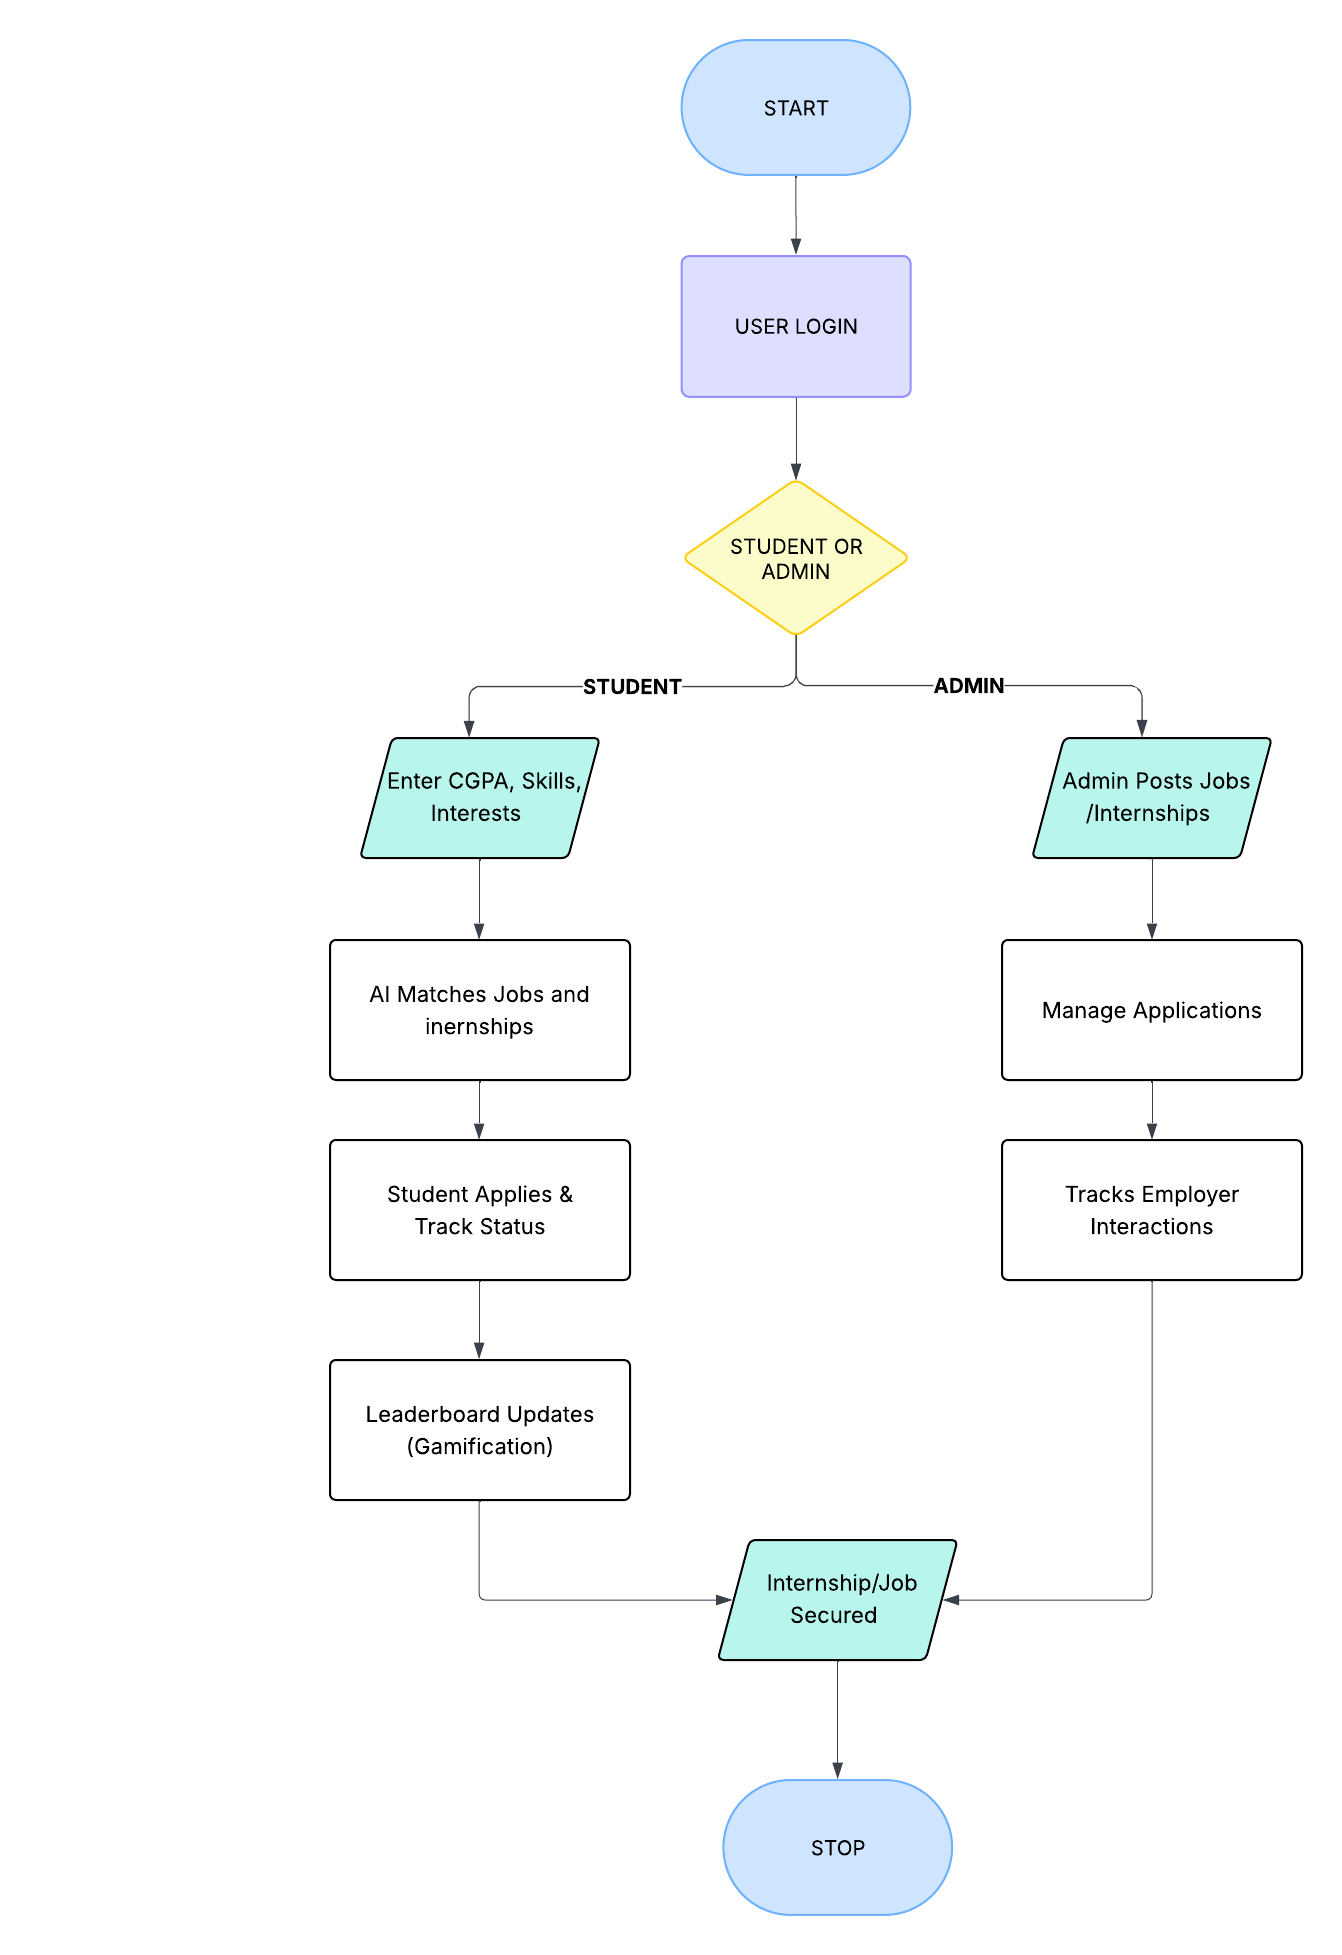 START
USER LOGIN
STUDENT OR
ADMIN
STUDENT
ADMIN
Enter CGPA, Skills,
Interests
Admin Posts Jobs
/Internships
AI Matches Jobs and
inernships
Manage Applications
Student Applies &
Track Status
Tracks Employer
Interactions
Leaderboard Updates
(Gamification)
Internship/Job
Secured
STOP